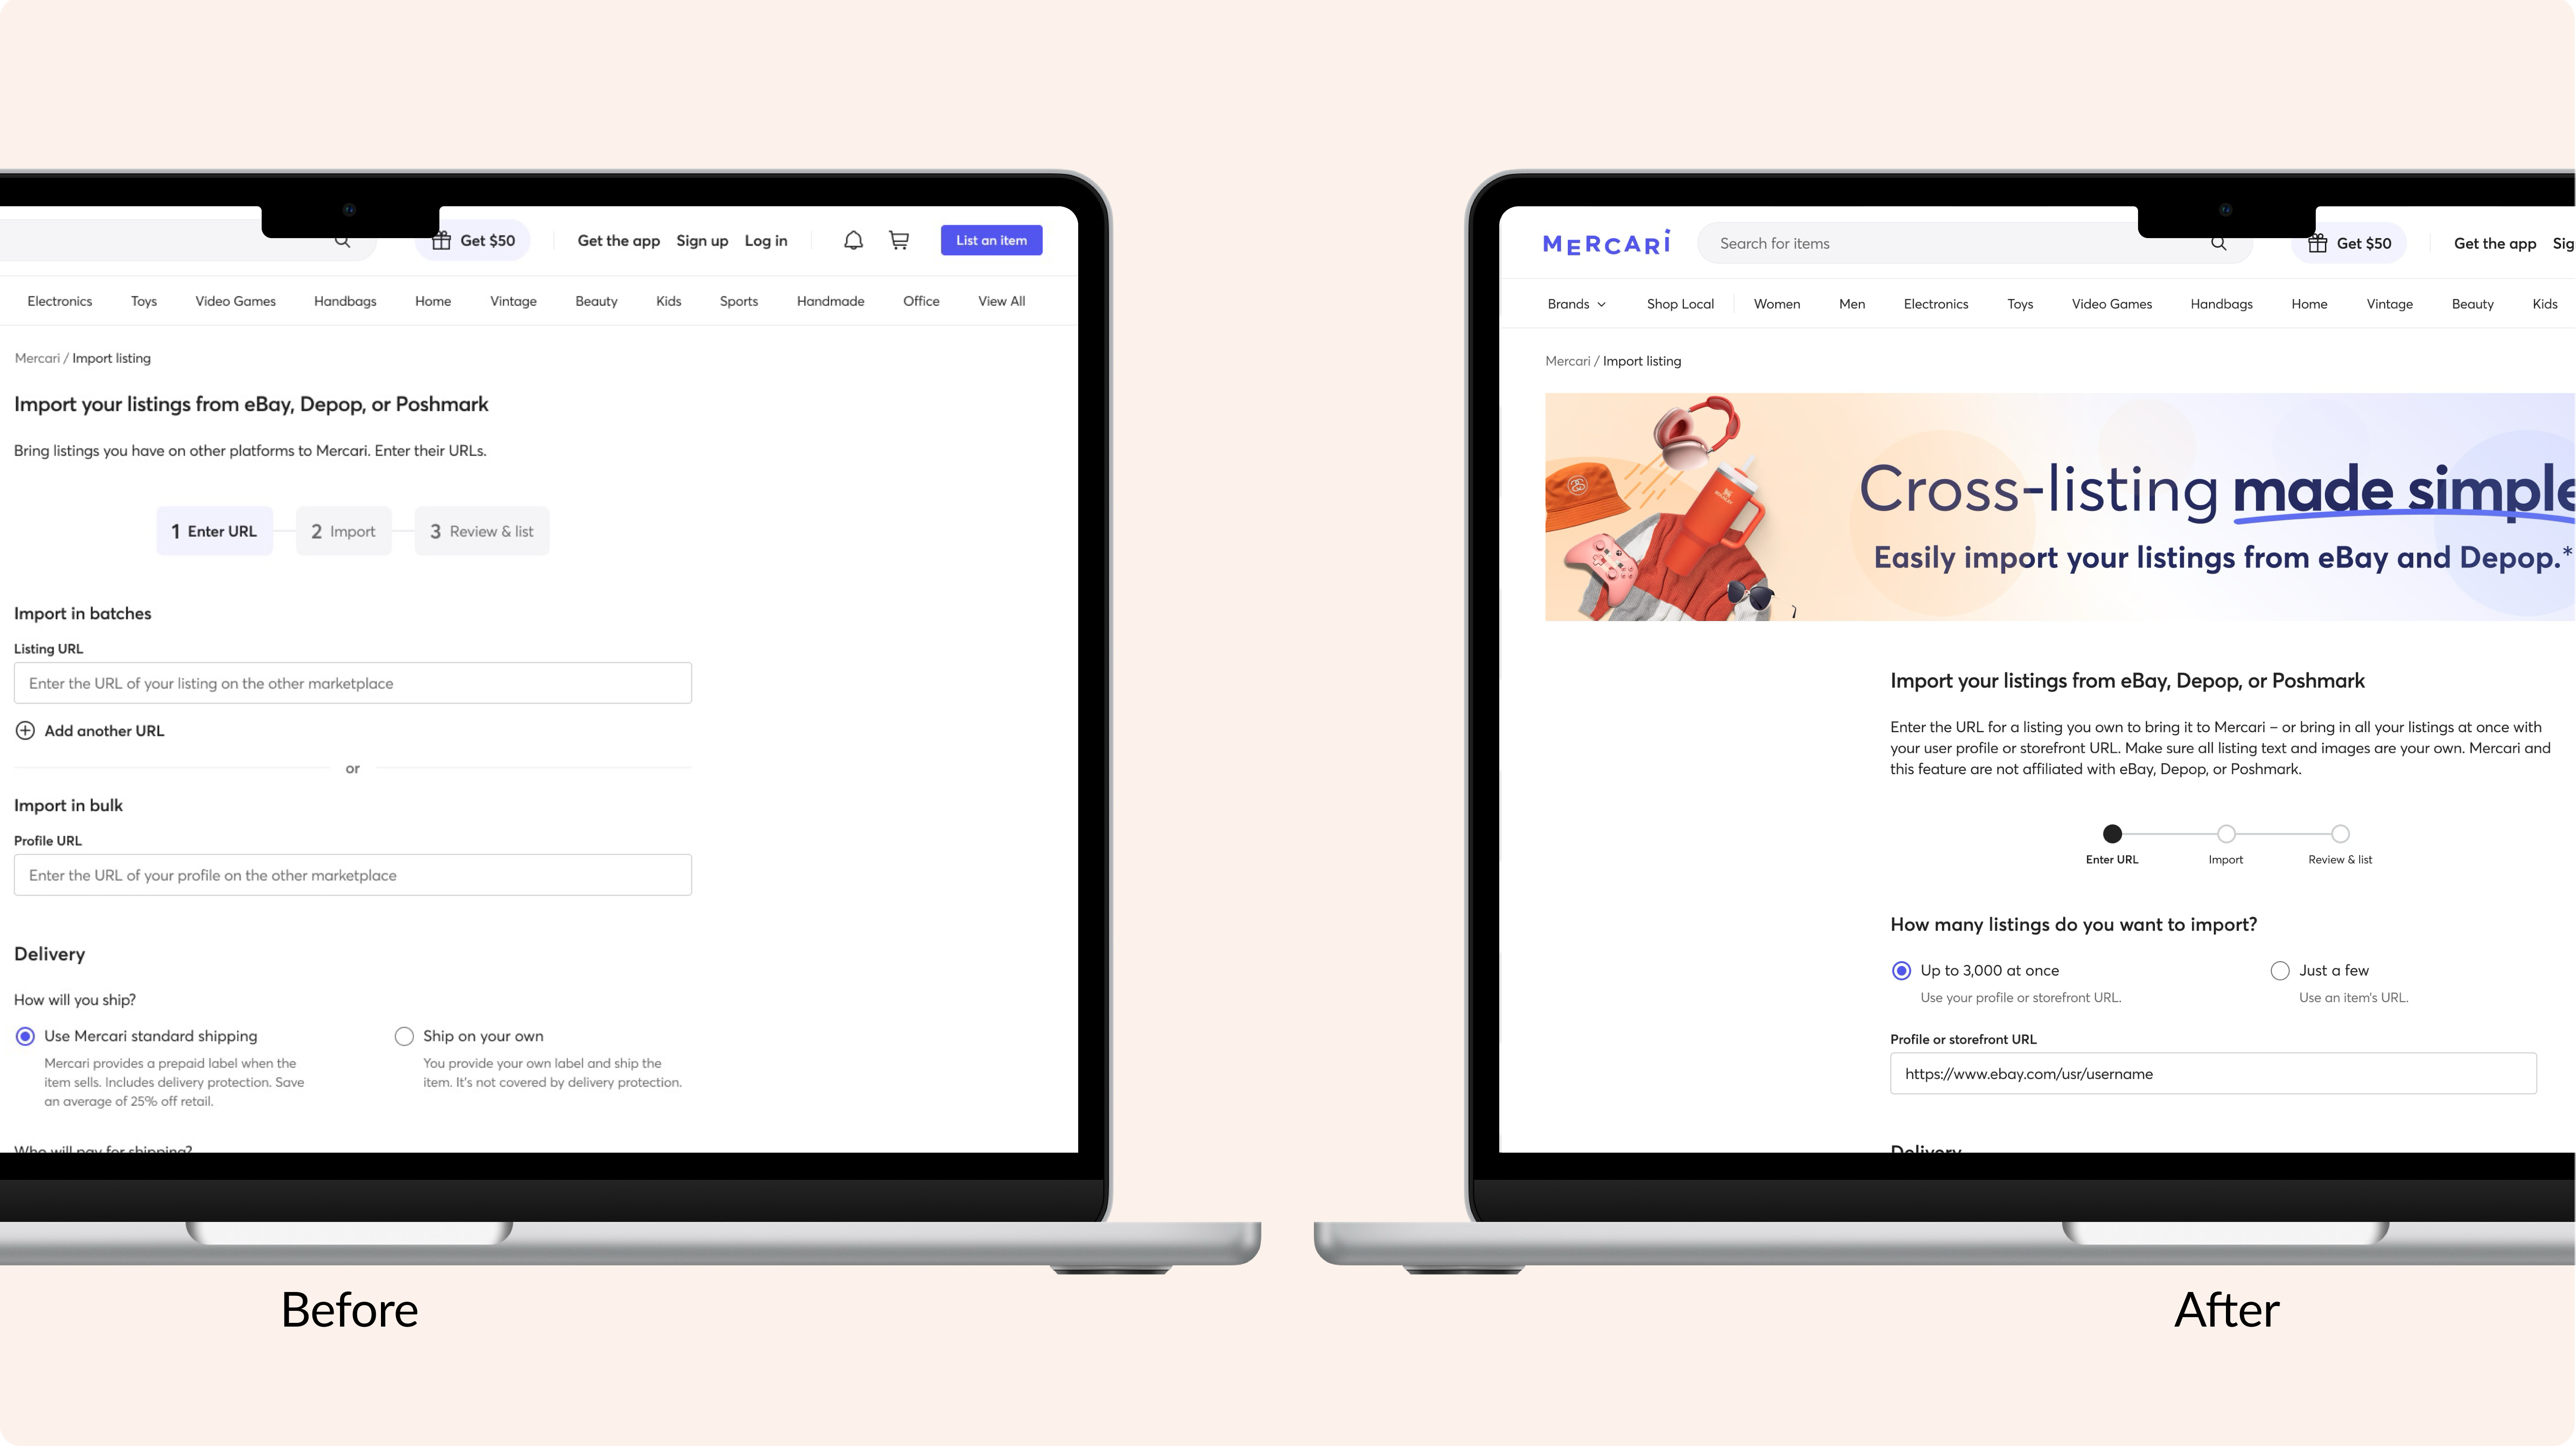 Get $50
Get the app
Sign up
Log in
List an item
Electronics
Toys
Video Games
Handbags
Home
Vintage
Beauty
Kids
Sports
Handmade
Office
View All
Mercari / Import listing
Import your listings from eBay, Depop, or Poshmark
Bring listings you have on other platforms to Mercari. Enter their URLs.
1 Enter URL
2 Import
3 Review & list
Import in batches
Listing URL
Enter the URL of your listing on the other marketplace
Add another URL
or
Import in bulk
Profile URL
Enter the URL of your profile on the other marketplace
Delivery
How will you ship?
Use Mercari standard shipping
Mercari provides a prepaid label when the
item sells. Includes delivery protection. Save
an average of 25% off retail.
Ship on your own
You provide your own label and ship the
item. It's not covered by delivery protection.
Who will pay for shipping?
Before
MERCARI
Search for items
Get $50
Get the app
Sig
Brands
Shop Local
Women
Men
Electronics
Toys
Video Games
Handbags
Home
Vintage
Beauty
Kids
Mercari / Import listing
Cross-listing made simple
Easily import your listings from eBay and Depop.*
Import your listings from eBay, Depop, or Poshmark
Enter the URL for a listing you own to bring it to Mercari – or bring in all your listings at once with
your user profile or storefront URL. Make sure all listing text and images are your own. Mercari and
this feature are not affiliated with eBay, Depop, or Poshmark.
Enter URL
Import
Review & list
How many listings do you want to import?
Up to 3,000 at once
Use your profile or storefront URL.
Just a few
Use an item's URL.
Profile or storefront URL
https://www.ebay.com/usr/username
Delivery
After